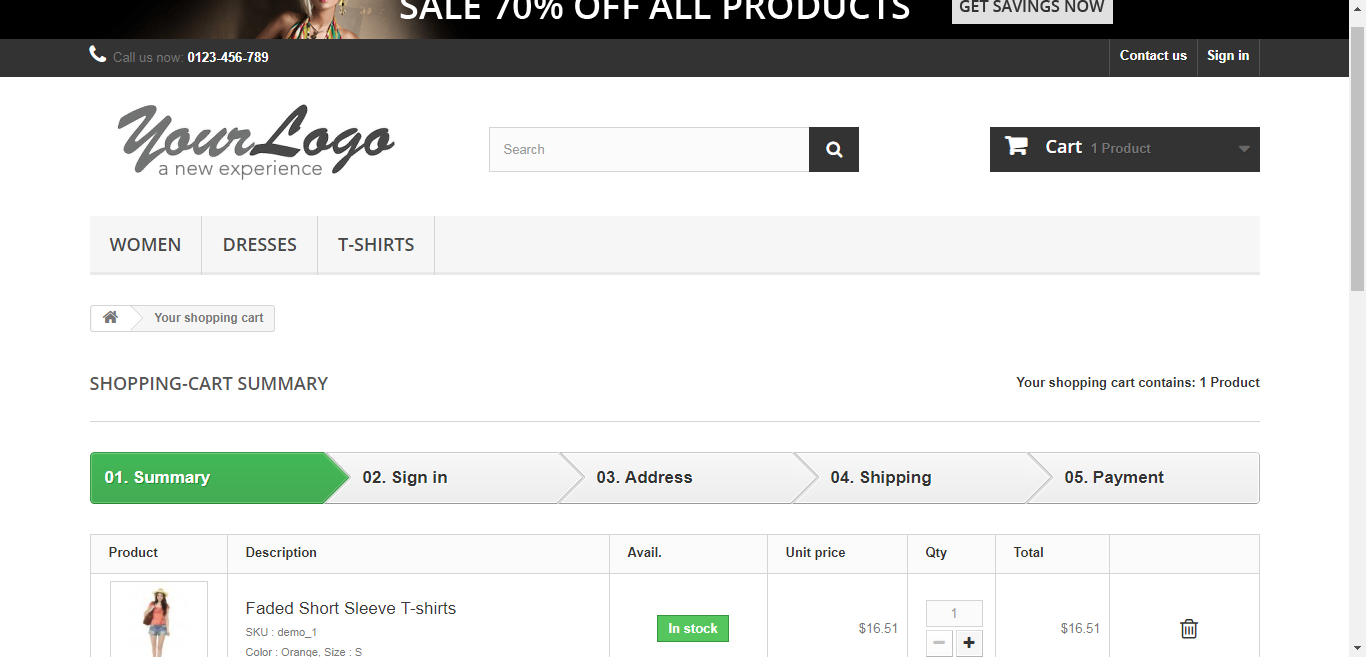 SALE 70% OFF ALL PRODUCTS GET SAVINGS NOW
Call us now: 0123-456-789 Contact us Sign in
YourLogo
a new experience
Search
Cart 1 Product
WOMEN DRESSES T-SHIRTS
Your shopping cart
SHOPPING-CART SUMMARY Your shopping cart contains: 1 Product
01. Summary 02. Sign in 03. Address 04. Shipping 05. Payment
Product Description Avail. Unit price Qty Total
Faded Short Sleeve T-shirts
SKU : demo_1
Color : Orange, Size : S
In stock $16.51 1 $16.51